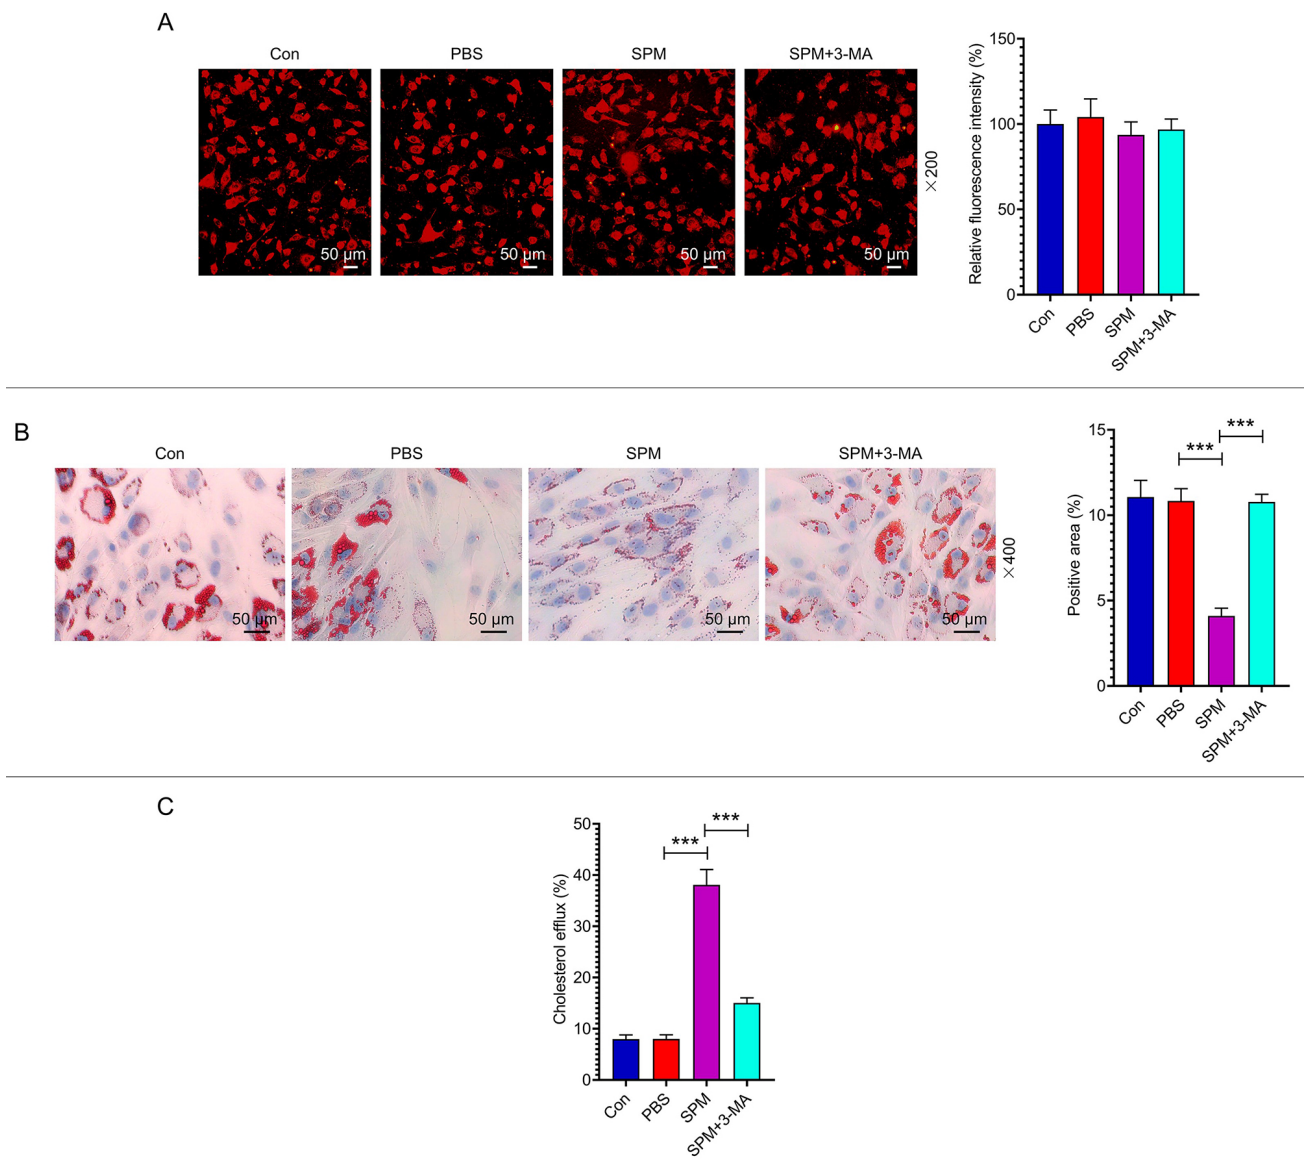 A
Con
PBS
SPM
SPM+3-MA
50 µm
50 µm
50 µm
50 µm
×200
Relative fluorescence intensity (%)
150
100
50
0
Con
PBS
SPM
SPM+3-MA
B
Con
PBS
SPM
SPM+3-MA
50 µm
50 µm
50 µm
50 µm
×400
Positive area (%)
15
10
5
0
***
***
Con
PBS
SPM
SPM+3-MA
C
Cholesterol efflux (%)
50
40
30
20
10
0
***
***
Con
PBS
SPM
SPM+3-MA